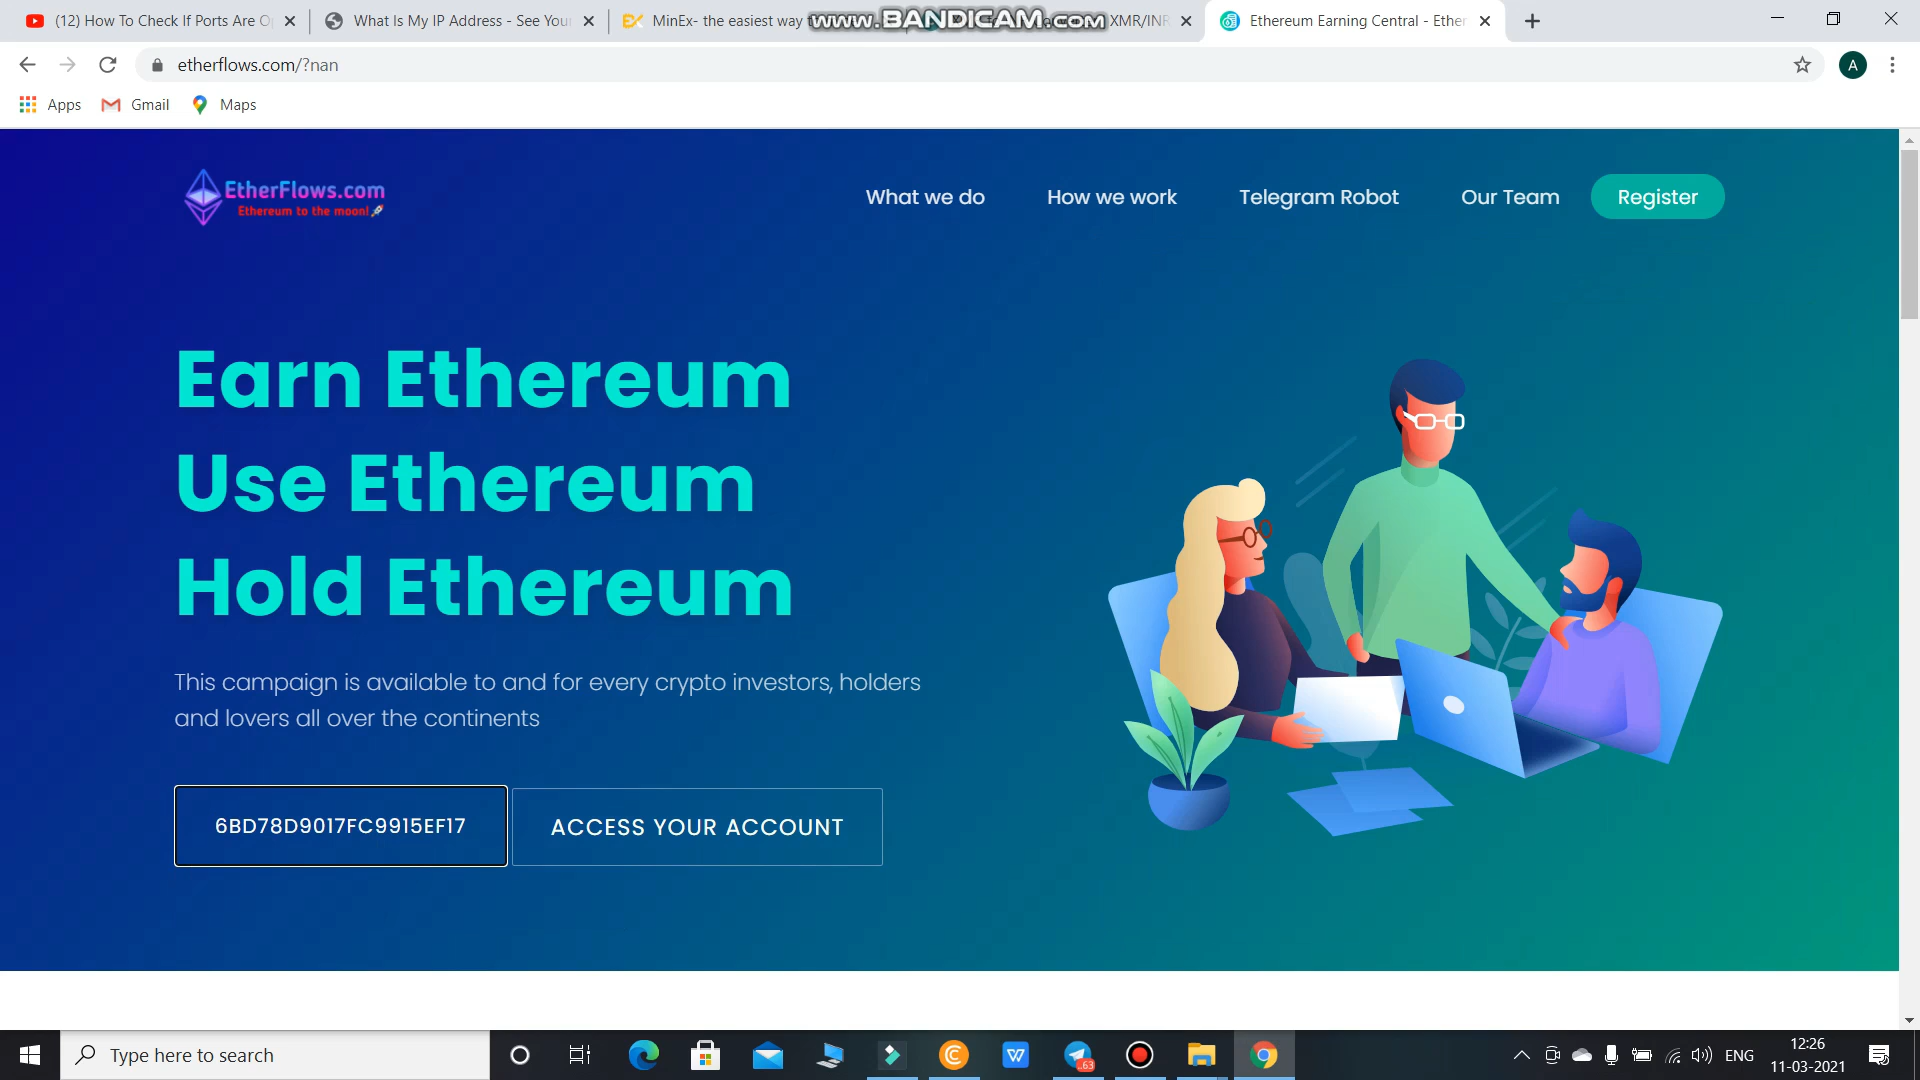 (12) How To Check If Ports Are O
What Is My IP Address - See You
MinEx- the easiest way
www.BANDICAM.com
XMR/INR
Ethereum Earning Central - Ether
etherflows.com/?nan
A
Apps
Gmail
Maps
EtherFlows.com
Ethereum to the moon!🚀
What we do
How we work
Telegram Robot
Our Team
Register
Earn Ethereum
Use Ethereum
Hold Ethereum
This campaign is available to and for every crypto investors, holders
and lovers all over the continents
6BD78D9017FC9915EF17
ACCESS YOUR ACCOUNT
Type here to search
W
..63
ENG
12:26
11-03-2021